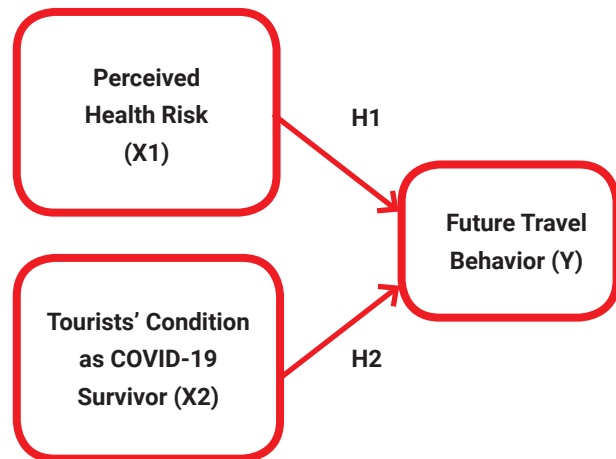 Perceived
Health Risk
(X1)
H1
Future Travel
Behavior (Y)
Tourists’ Condition
as COVID-19
Survivor (X2)
H2